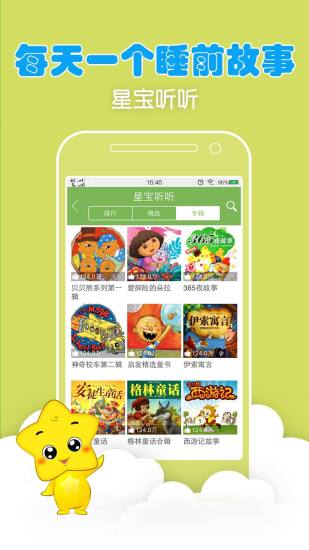 每天一个睡前故事
星宝听听
16:46
96%
星宝听听
排行
精选
专辑
124.0万
124.0万
124.0万
贝贝熊系列第一辑
爱探险的朵拉
365夜故事
365夜故事
124.0万
124.0万
伊索寓言
124.0万
神奇校车第二辑
启发精选童书
伊索寓言
安徒生童话
格林童话
西游记
124.0万
124.0万
生童话
格林童话合辑
西游记故事